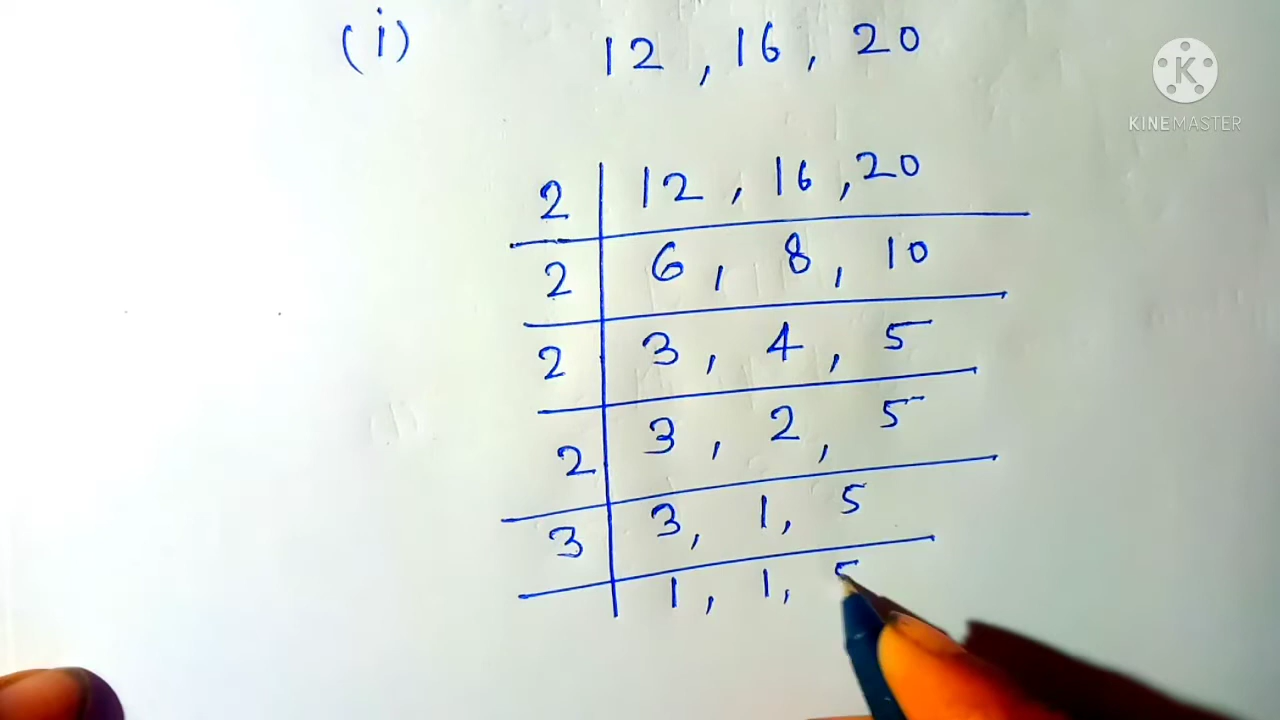 (i) 12 , 16 , 20
K
KINEMASTER
2 | 12 , 16 , 20
2 | 6 , 8 , 10
2 | 3 , 4 , 5
2 | 3 , 2 , 5
3 | 3 , 1 , 5
1 , 1 , 5